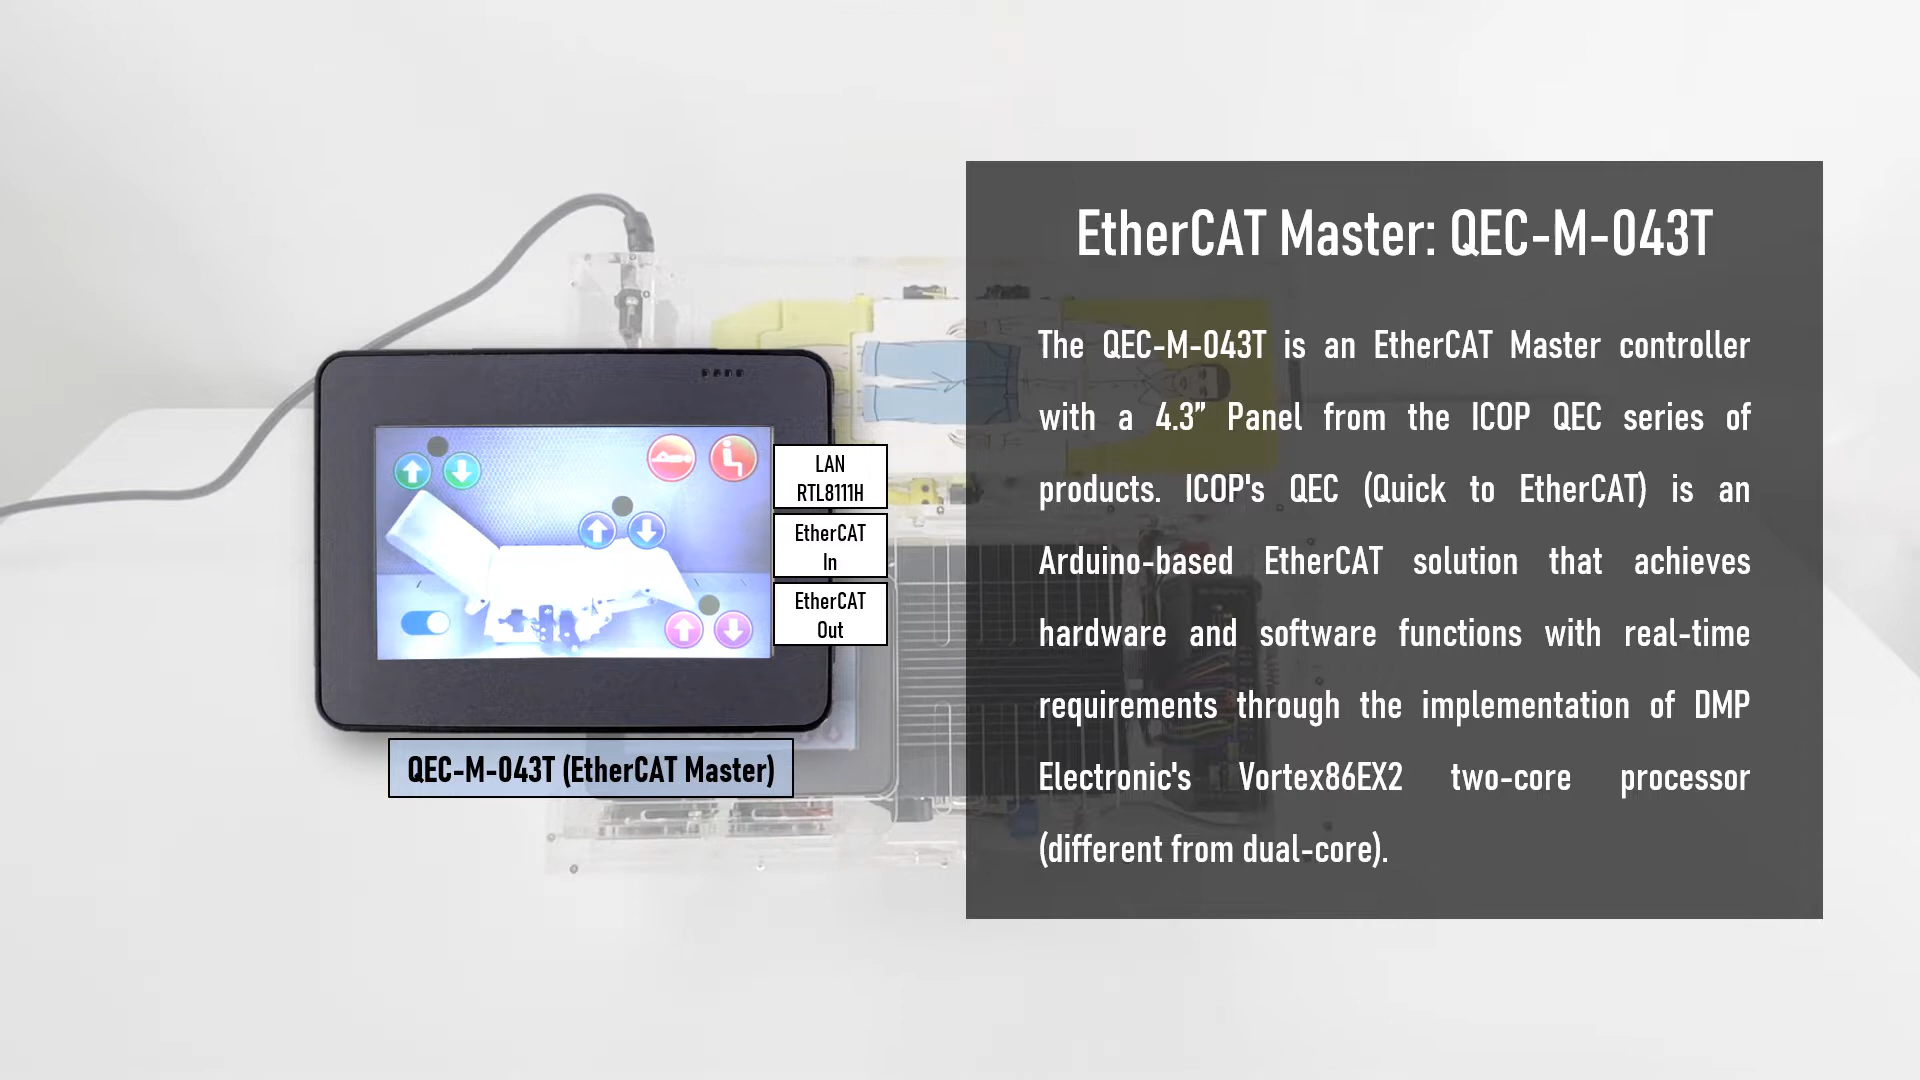 EtherCAT Master: QEC-M-043T
The QEC-M-043T is an EtherCAT Master controller
with a 4.3” Panel from the ICOP QEC series of
products. ICOP's QEC (Quick to EtherCAT) is an
Arduino-based EtherCAT solution that achieves
hardware and software functions with real-time
requirements through the implementation of DMP
Electronic's Vortex86EX2 two-core processor
(different from dual-core).
LAN
RTL8111H
EtherCAT
In
EtherCAT
Out
QEC-M-043T (EtherCAT Master)